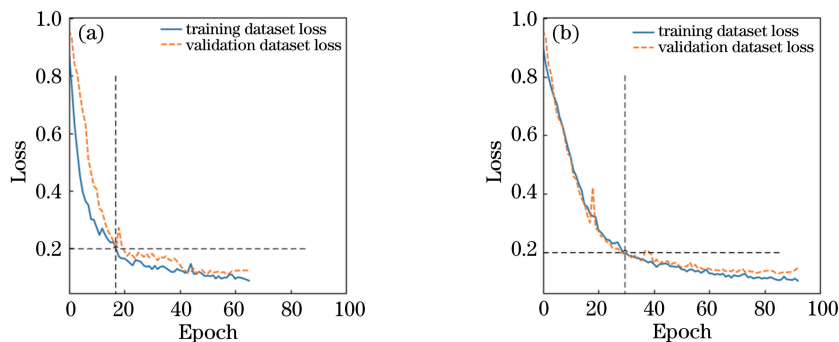 (a)
training dataset loss
validation dataset loss
1.0
0.8
0.6
0.4
0.2
Loss
0
20
40
60
80
100
Epoch
(b)
training dataset loss
validation dataset loss
1.0
0.8
0.6
0.4
0.2
Loss
0
20
40
60
80
100
Epoch